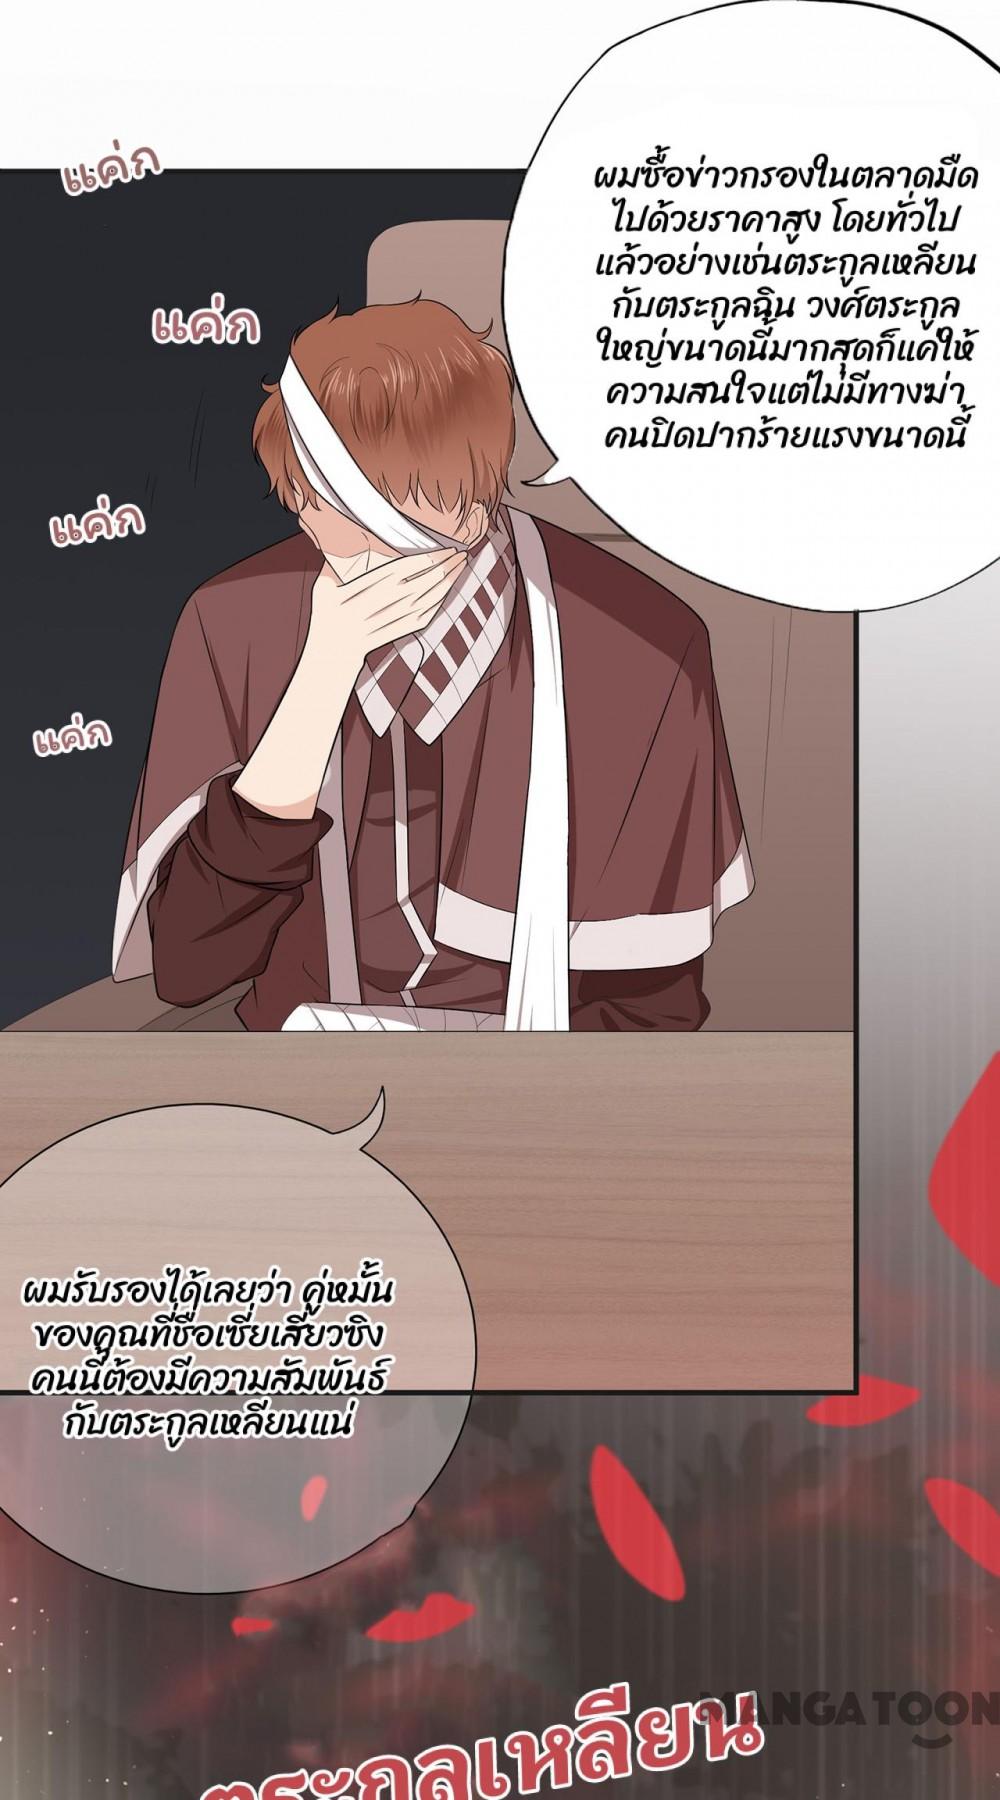 แค่ก
ผมซื้อข่าวกรองในตลาดมืด
ไปด้วยราคาสูง โดยทั่วไป
แล้วอย่างเช่นตระกูลเหลียน
กับตระกูลฉิน วงศ์ตระกูล
ใหญ่ขนาดนี้มากสุดก็แค่ให้
ความสนใจแต่ไม่มีทางฆ่า
คนปิดปากร้ายแรงขนาดนี้
แค่ก
แค่ก
แค่ก
ผมรับรองได้เลยว่า คู่หมั้น
ของคุณที่ชื่อเซี่ยเสี่ยวซิง
คนนี้ต้องมีความสัมพันธ์
กับตระกูลเหลียนแน่
MANGATOON
ตระกูลเหลียน